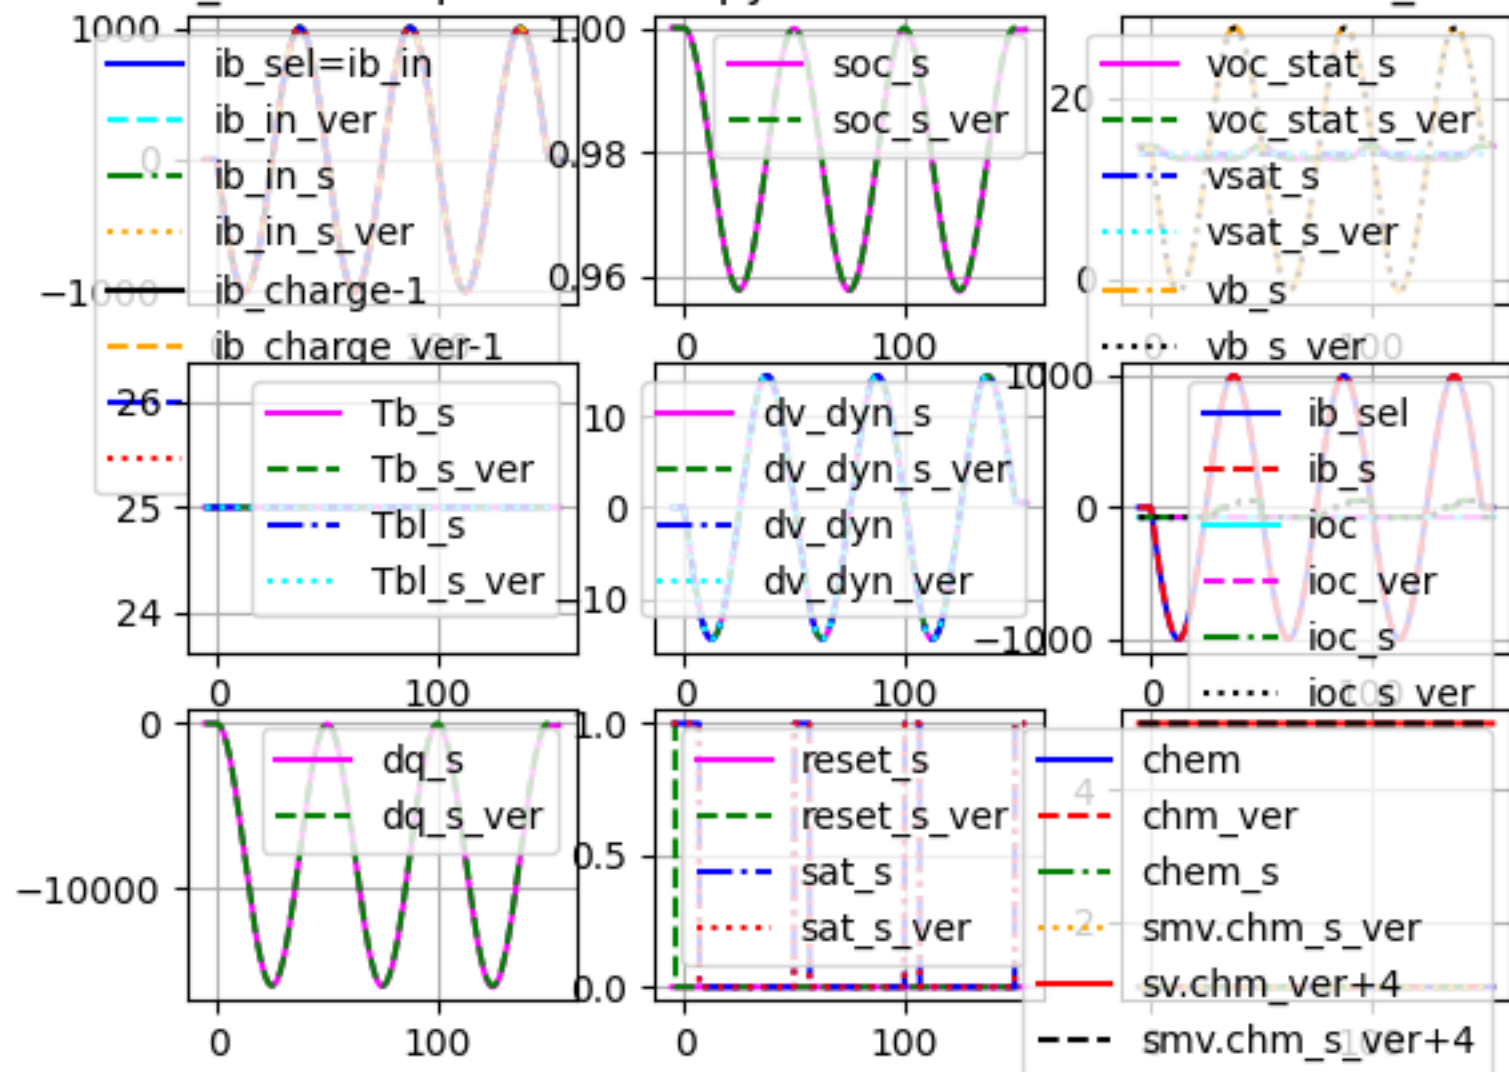 1000
0
−1000
ib_sel=ib_in
ib_in_ver
ib_in_s
ib_in_s_ver
ib_charge-1
ib_charge_ver-1
1.00
0.98
0.96
soc_s
soc_s_ver
0
100
20
0
voc_stat_s
voc_stat_s_ver
vsat_s
vsat_s_ver
vb_s
vb_s_ver
26
25
24
Tb_s
Tb_s_ver
Tbl_s
Tbl_s_ver
0
100
10
0
−10
dv_dyn_s
dv_dyn_s_ver
dv_dyn
dv_dyn_ver
0
100
1000
0
−1000
ib_sel
ib_s
ioc
ioc_ver
ioc_s
ioc_s_ver
0
0
−10000
dq_s
dq_s_ver
0
100
1.0
0.5
0.0
reset_s
reset_s_ver
sat_s
sat_s_ver
0
100
4
2
chem
chm_ver
chem_s
smv.chm_s_ver
sv.chm_ver+4
smv.chm_s_ver+4